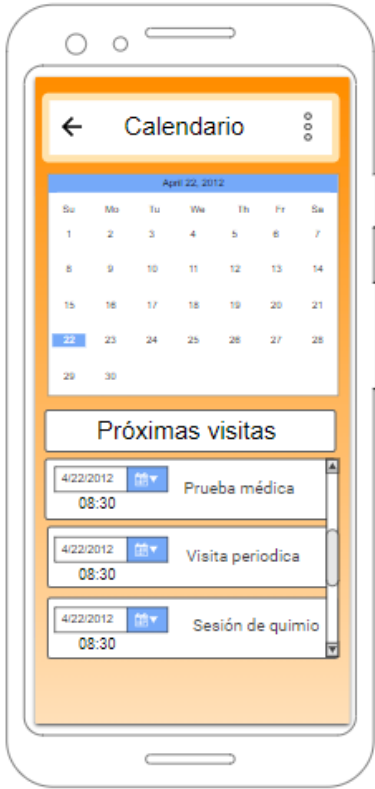 Calendario
April 22, 2012
Su Mo Tu We Th Fr Sa
1 2 3 4 5 6 7
8 9 10 11 12 13 14
15 16 17 18 19 20 21
22 23 24 25 26 27 28
29 30
Próximas visitas
4/22/2012 Prueba médica
08:30
4/22/2012 Visita periodica
08:30
4/22/2012 Sesión de quimio
08:30